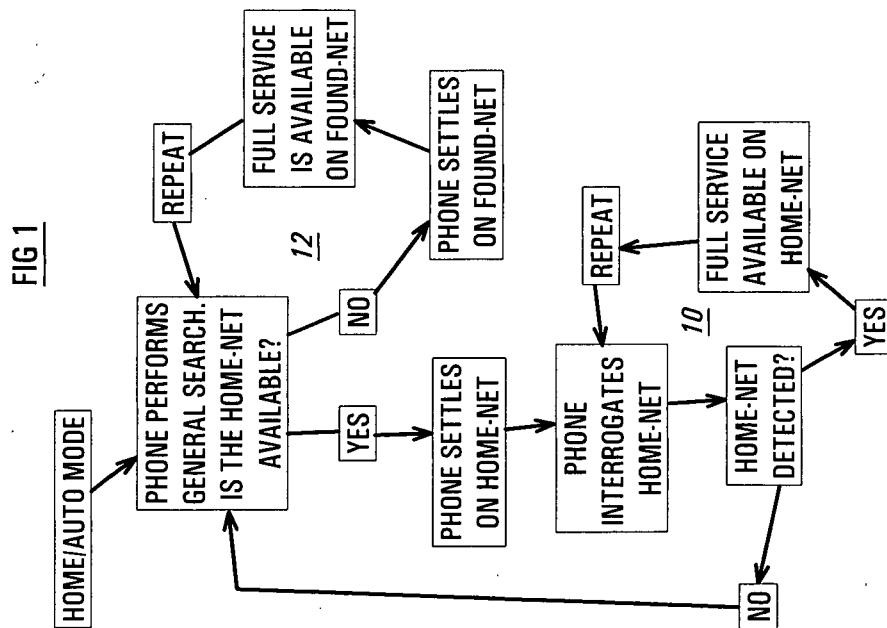 FIG 1
HOME/AUTO MODE
PHONE PERFORMS
GENERAL SEARCH.
IS THE HOME-NET
AVAILABLE?
REPEAT
FULL SERVICE
IS AVAILABLE
ON FOUND-NET
12
NO
PHONE SETTLES
ON FOUND-NET
YES
PHONE SETTLES
ON HOME-NET
PHONE
INTERROGATES
HOME-NET
REPEAT
10
FULL SERVICE
AVAILABLE ON
HOME-NET
HOME-NET
DETECTED?
YES
NO